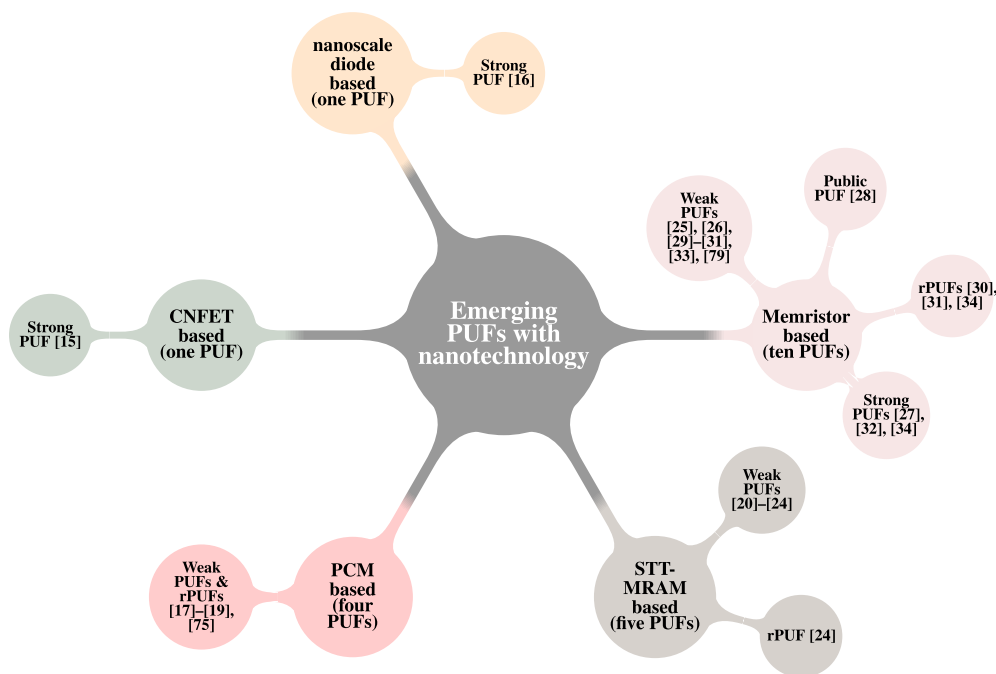 nanoscale
diode
based
(one PUF)
Strong
PUF [16]
Public
PUF [28]
Weak
PUFs
[25], [26],
[29]–[31],
[33], [79]
rPUFs [30],
[31], [34]
Memristor
based
(ten PUFs)
Strong
PUFs [27],
[32], [34]
Emerging
PUFs with
nanotechnology
CNFET
based
(one PUF)
Strong
PUF [15]
Weak
PUFs
[20]–[24]
STT-
MRAM
based
(five PUFs)
rPUF [24]
PCM
based
(four
PUFs)
Weak
PUFs &
rPUFs
[17]–[19],
[75]